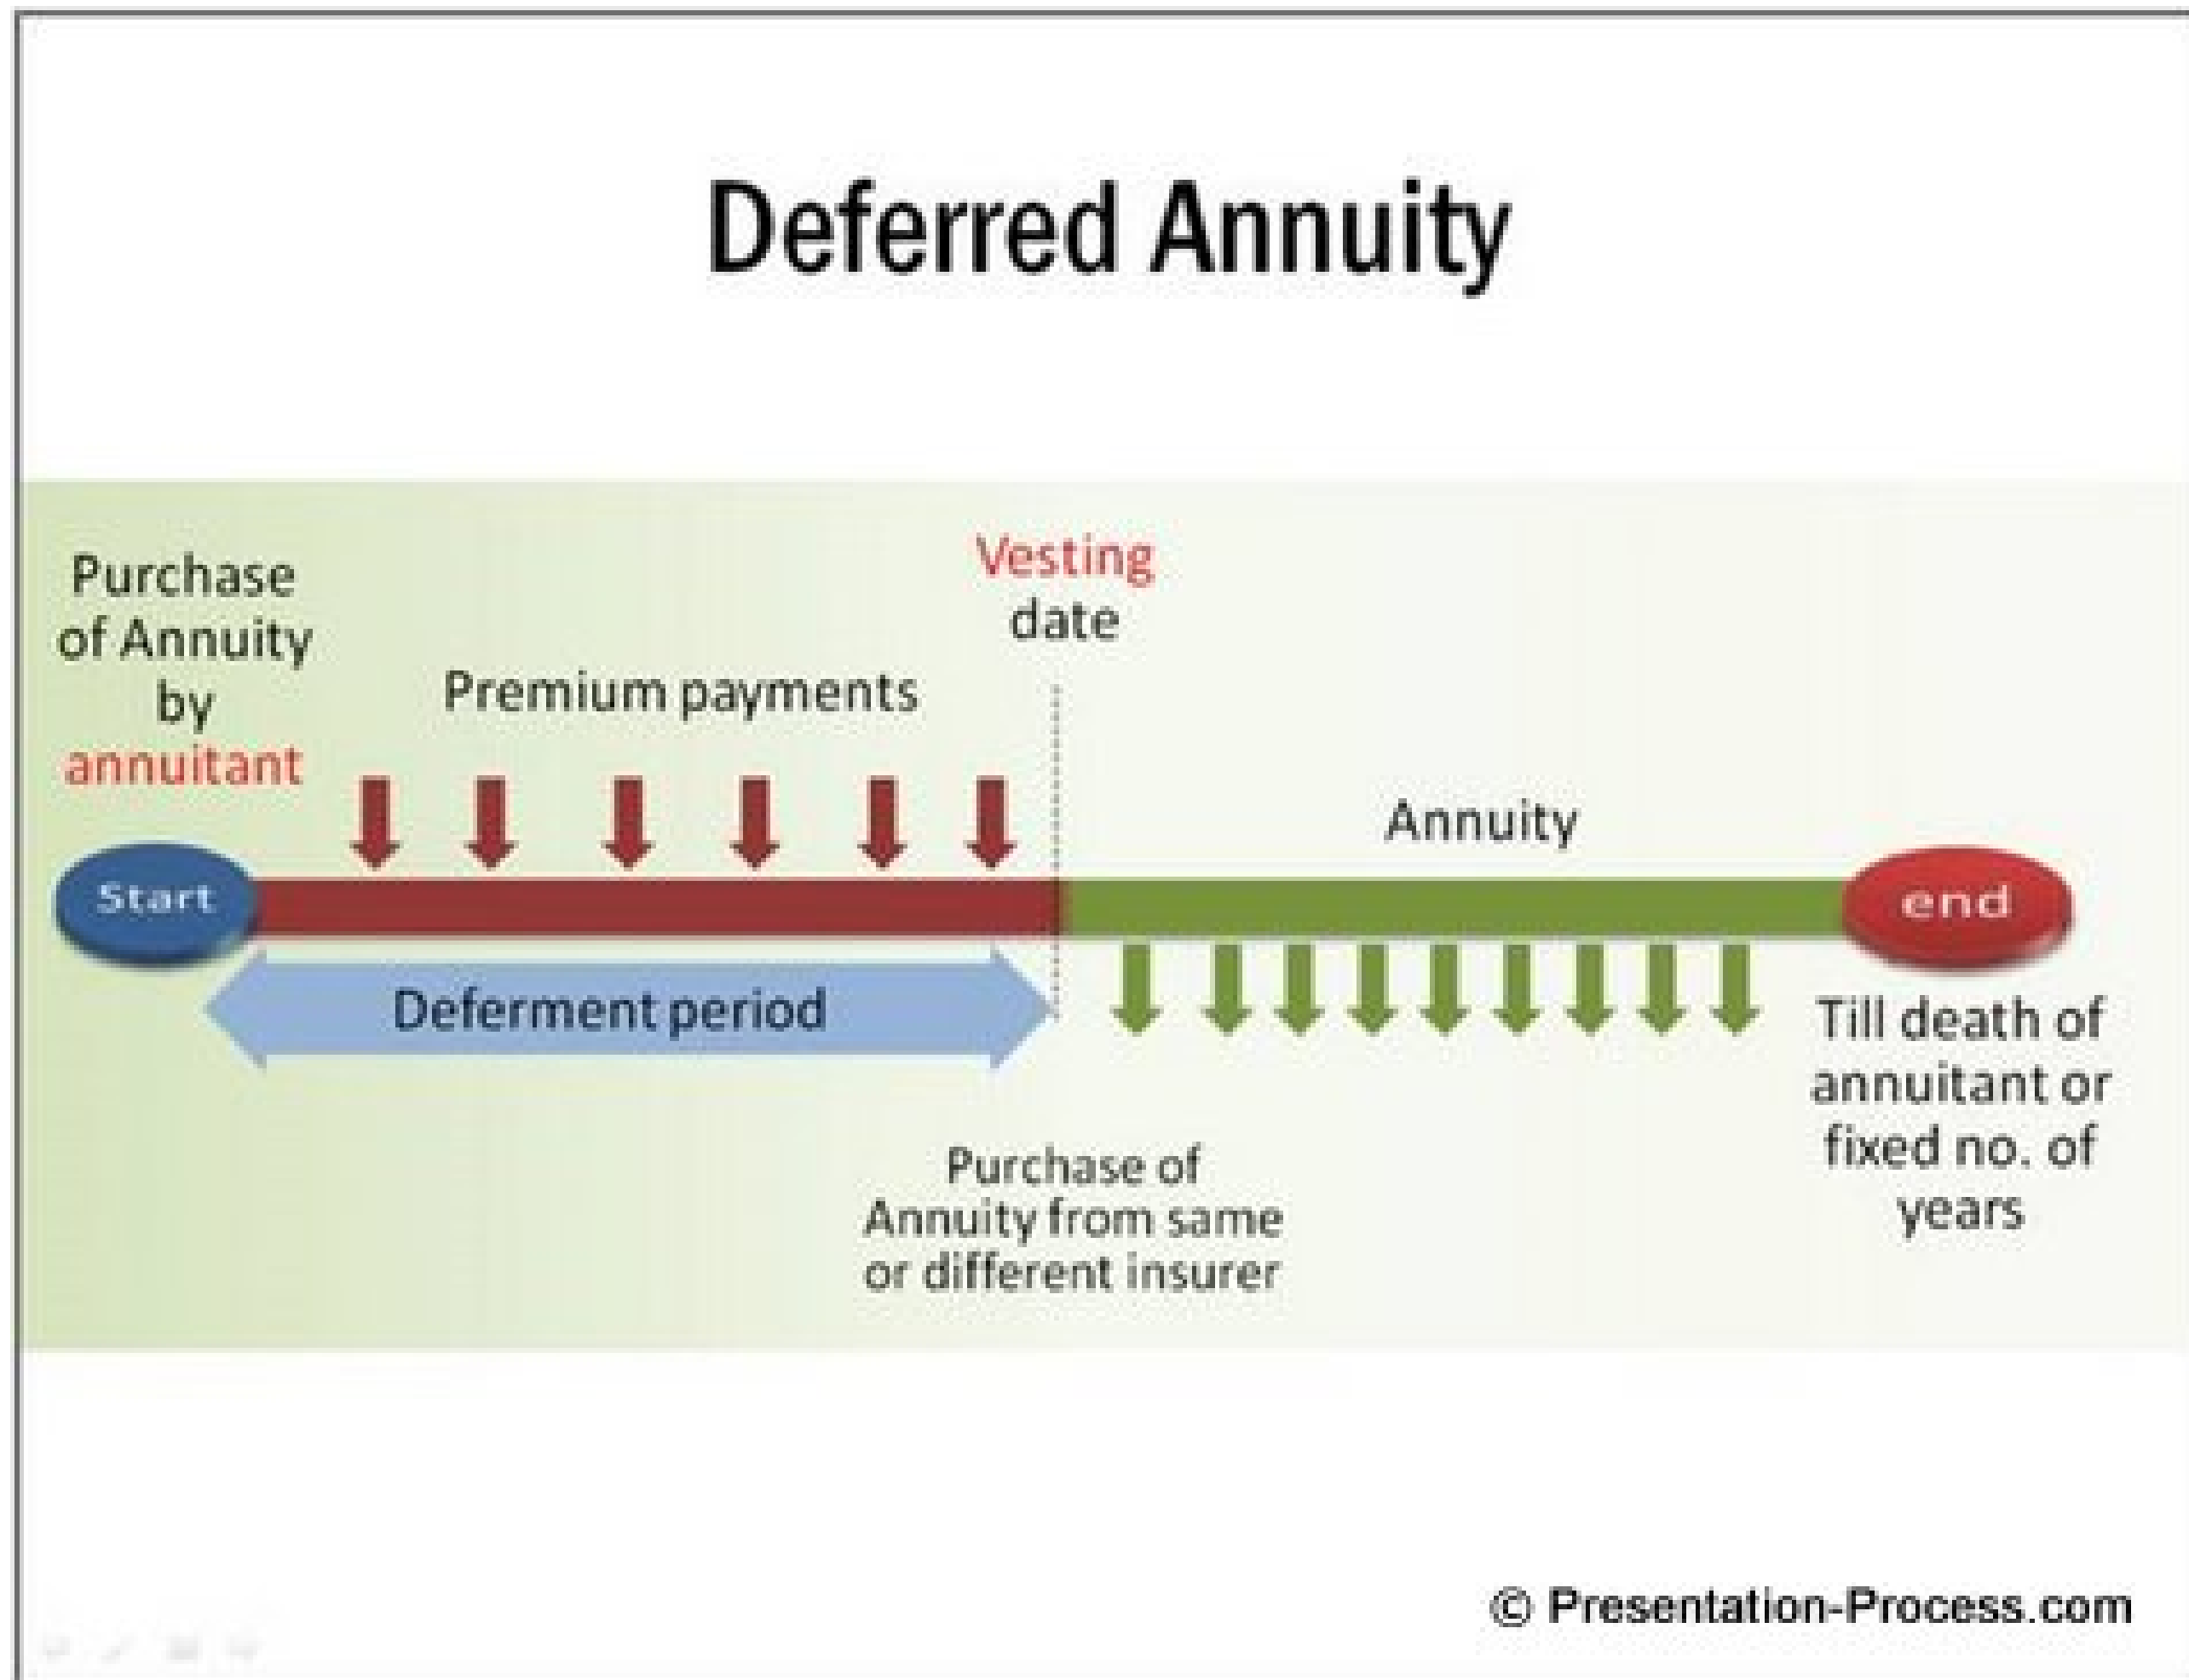 Deferred Annuity
Purchase
of Annuity
by
annuitant
Premium payments
Vesting
date
Annuity
Start
end
Deferment period
Till death of
annuitant or
fixed no. of
years
Purchase of
Annuity from same
or different insurer
© Presentation-Process.com